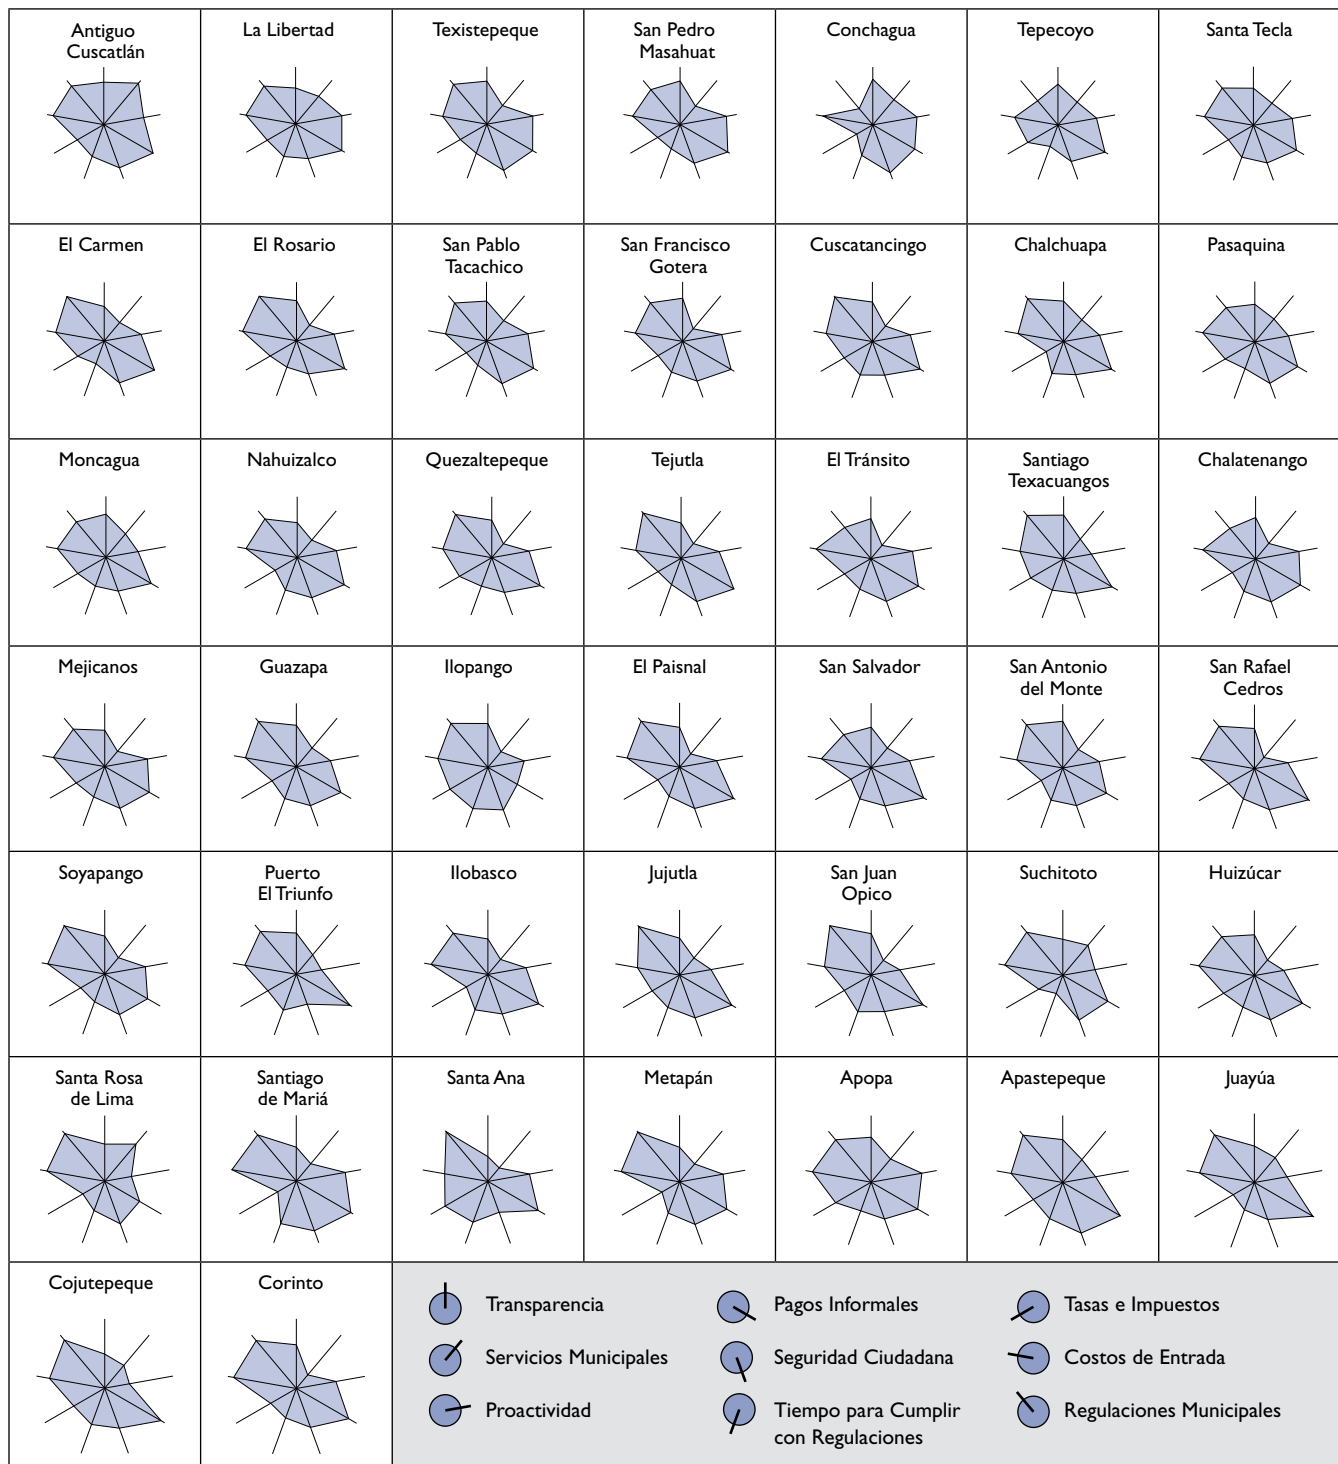 Antiguo
Cuscatlán
La Libertad
Texistepeque
San Pedro
Masahuat
Conchagua
Tepecoyo
Santa Tecla
El Carmen
El Rosario
San Pablo
Tacachico
San Francisco
Gotera
Cuscatancingo
Chalchuapa
Pasaquina
Moncagua
Nahuizalco
Quezaltepeque
Tejutla
El Tránsito
Santiago
Texacuangos
Chalatenango
Mejicanos
Guazapa
Ilopango
El Paisnal
San Salvador
San Antonio
del Monte
San Rafael
Cedros
Soyapango
Puerto
El Triunfo
Ilobasco
Jujutla
San Juan
Opico
Suchitoto
Huizúcar
Santa Rosa
de Lima
Santiago
de Mariá
Santa Ana
Metapán
Apopa
Apastepeque
Juayúa
Cojutepeque
Corinto
Transparencia
Servicios Municipales
Proactividad
Pagos Informales
Seguridad Ciudadana
Tiempo para Cumplir
con Regulaciones
Tasas e Impuestos
Costos de Entrada
Regulaciones Municipales